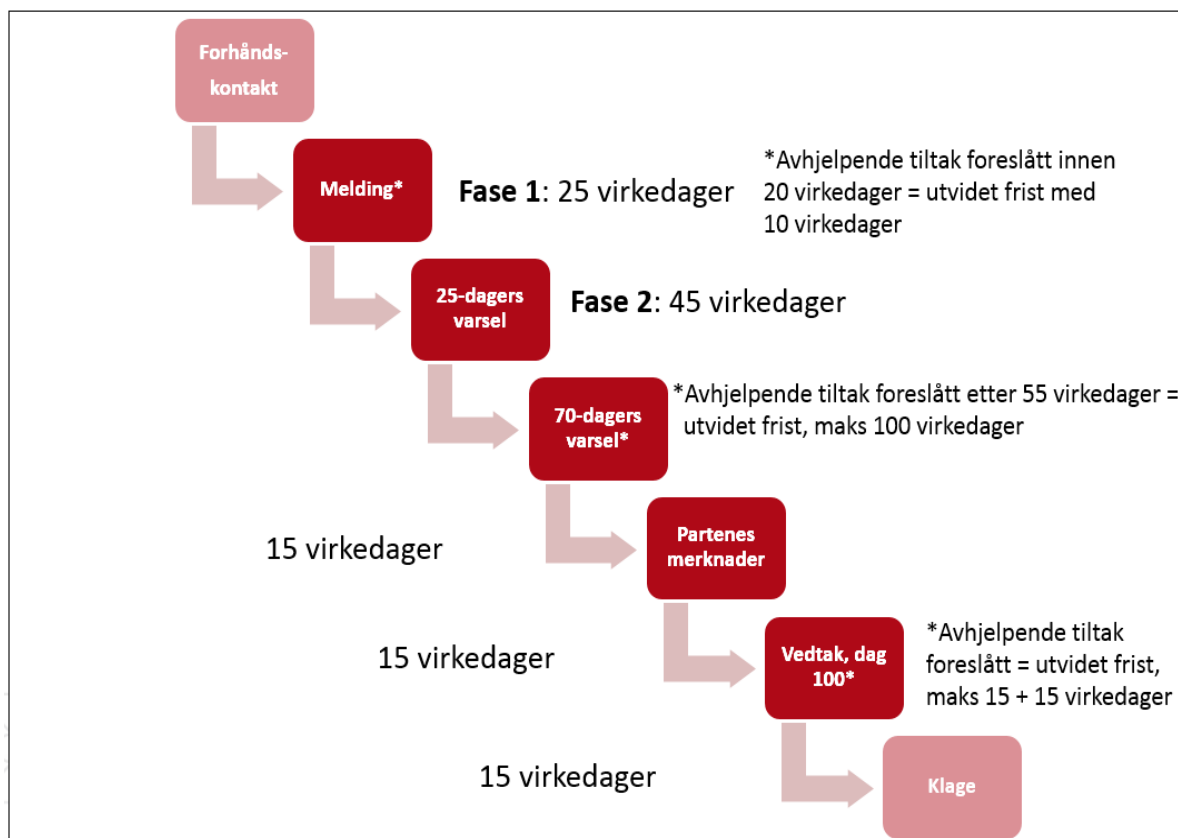 Forhånds-
kontakt
Melding*
Fase 1: 25 virkedager
*Avhjelpende tiltak foreslått innen
20 virkedager = utvidet frist med
10 virkedager
25-dagers
varsel
Fase 2: 45 virkedager
70-dagers
varsel*
*Avhjelpende tiltak foreslått etter 55 virkedager =
utvidet frist, maks 100 virkedager
15 virkedager
Partenes
merknader
15 virkedager
Vedtak, dag
100*
*Avhjelpende tiltak
foreslått = utvidet frist,
maks 15 + 15 virkedager
15 virkedager
Klage